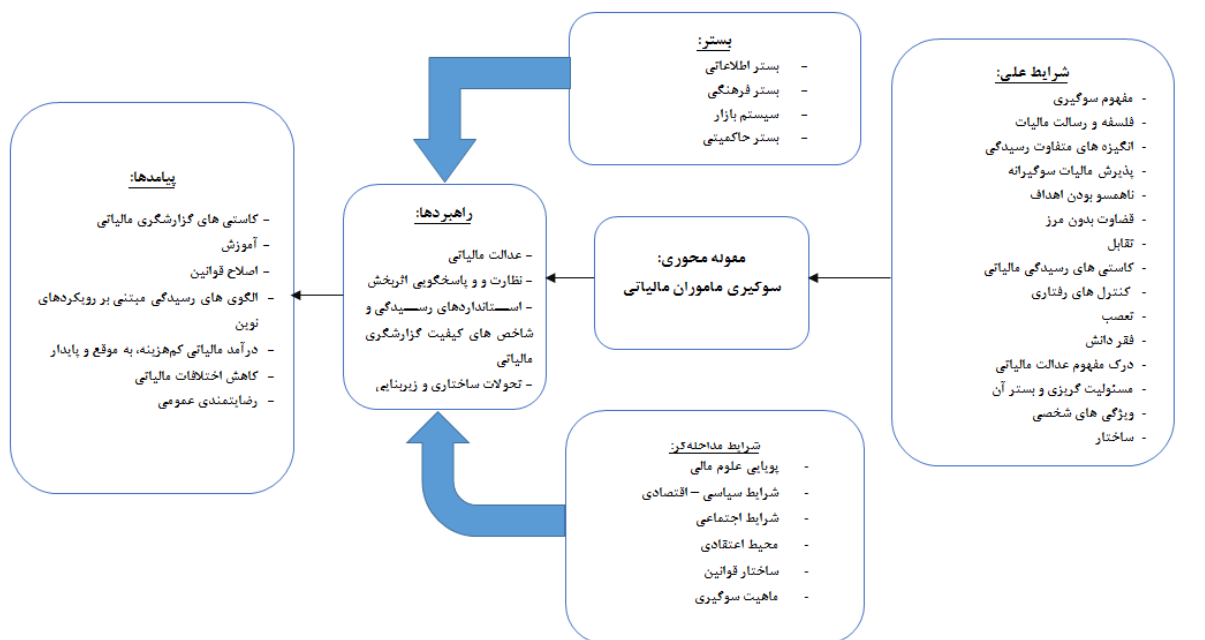 بستر:
- بستر اطلاعاتی
- بستر فرهنگی
- سیستم بازار
- بستر حاکمیتی
شرایط علی:
- مفهوم سوگیری
- فلسفه و رسالت مالیات
- انگیزه های متفاوت رسیدگی
- پذیرش مالیات سوگیرانه
- ناهمسو بودن اهداف
- قضاوت بدون مرز
- تقابل
- کاستی های رسیدگی مالیاتی
- کنترل های رفتاری
- تعصب
- فقر دانش
- درک مفهوم عدالت مالیاتی
- مسئولیت گریزی و بستر آن
- ویژگی های شخصی
- ساختار
مقوله محوری:
سوگیری ماموران مالیاتی
راهبردها:
- عدالت مالیاتی
- نظارت و و پاسخگویی اثربخش
- استانداردهای رسیدگی و
شاخص های کیفیت گزارشگری
مالیاتی
- تحولات ساختاری و زیربنایی
پیامدها:
- کاستی های گزارشگری مالیاتی
- آموزش
- اصلاح قوانین
- الگوی های رسیدگی مبتنی بر رویکردهای
نوین
- درآمد مالیاتی کم‌هزینه، به موقع و پایدار
- کاهش اختلافات مالیاتی
- رضایتمندی عمومی
شرایط مداخله‌گر:
- پویایی علوم مالی
- شرایط سیاسی – اقتصادی
- شرایط اجتماعی
- محیط اعتقادی
- ساختار قوانین
- ماهیت سوگیری